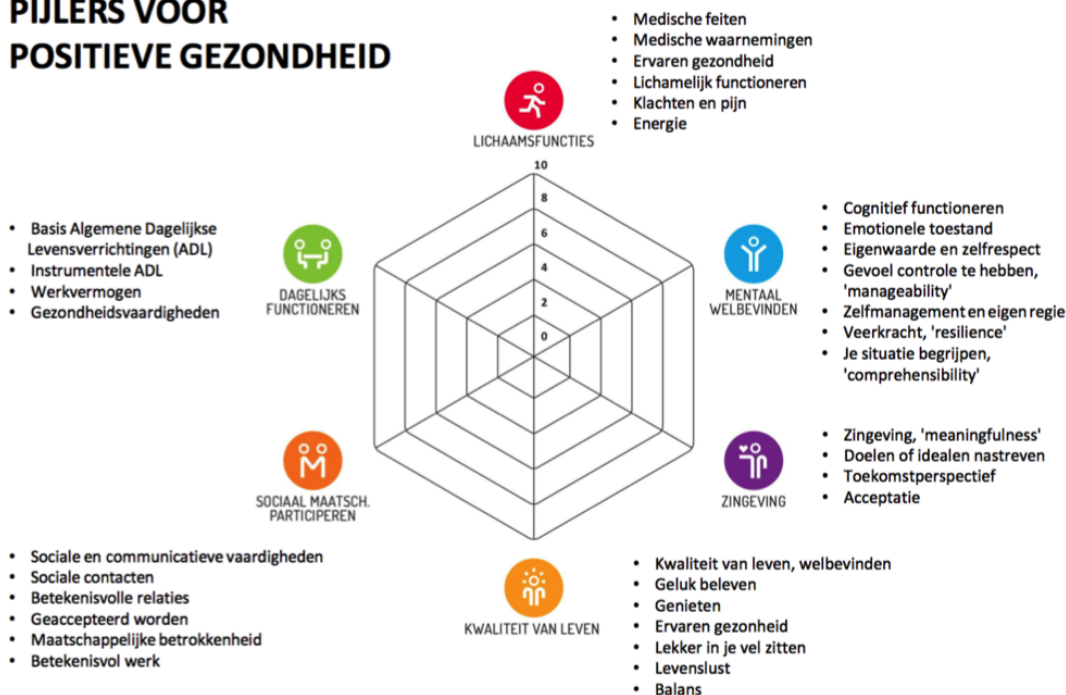 PIJLERS VOOR
POSITIEVE GEZONDHEID
• Medische feiten
• Medische waarnemingen
• Ervaren gezondheid
• Lichamelijk functioneren
• Klachten en pijn
• Energie
LICHAAMSFUNCTIES
10
8
6
4
2
0
• Cognitief functioneren
• Emotionele toestand
• Eigenwaarde en zelfrespect
• Gevoel controle te hebben,
'manageability'
• Zelfmanagement en eigen regie
• Veerkracht, 'resilience'
• Je situatie begrijpen,
'comprehensibility'
MENTAAL
WELBEVINDEN
• Zingeving, 'meaningfulness'
• Doelen of idealen nastreven
• Toekomstperspectief
• Acceptatie
ZINGEVING
• Kwaliteit van leven, welbevinden
• Geluk beleven
• Genieten
• Ervaren gezonheid
• Lekker in je vel zitten
• Levenslust
• Balans
KWALITEIT VAN LEVEN
• Sociale en communicatieve vaardigheden
• Sociale contacten
• Betekenisvolle relaties
• Geaccepteerd worden
• Maatschappelijke betrokkenheid
• Betekenisvol werk
SOCIAAL MAATSCH.
PARTICIPEREN
• Basis Algemene Dagelijkse
Levensverrichtingen (ADL)
• Instrumentele ADL
• Werkvermogen
• Gezondheidsvaardigheden
DAGELIJKS
FUNCTIONEREN